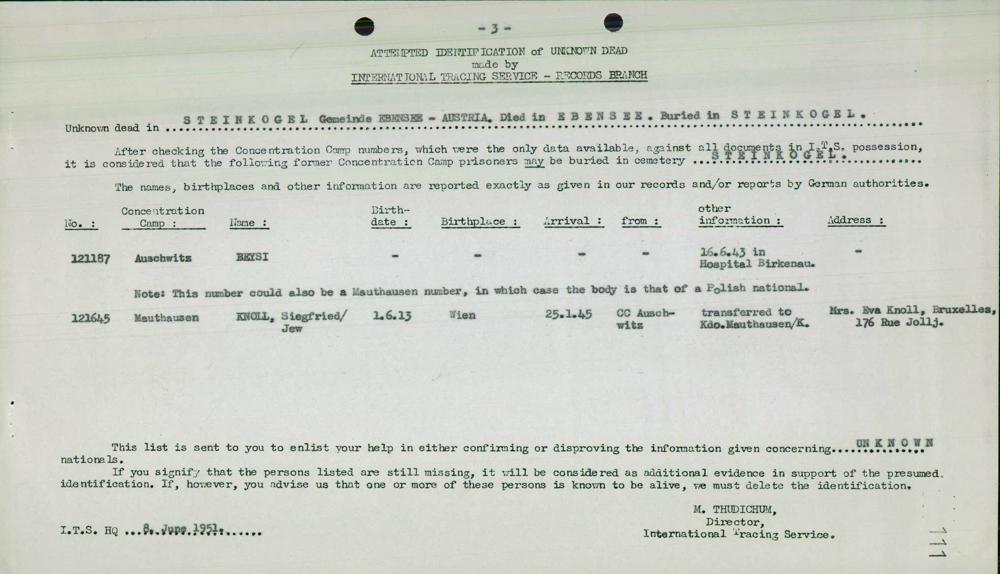 - 3 -
ATTEMPTED IDENTIFICATION of UNKNOWN DEAD
made by
INTERNATIONAL TRACING SERVICE - RECORDS BRANCH
Unknown dead in ... S T E I N K O G E L Gemeinde EBENSEE - AUSTRIA. Died in E B E N S E E . Buried in S T E I N K O G E L .
After checking the Concentration Camp numbers, which were the only data available, against all documents in I.T.S. possession,
it is considered that the following former Concentration Camp prisoners may be buried in cemetery ... S T E I N K O G E L . ...
The names, birthplaces and other information are reported exactly as given in our records and/or reports by German authorities.
No. : Concentration Camp : Name : Birth-date : Birthplace : Arrival : from : other information : Address :
121187 Auschwitz BEYSI - - - - 16.6.43 in -
Hospital Birkenau.
Note: This number could also be a Mauthausen number, in which case the body is that of a Polish national.
121645 Mauthausen KNOLL, Siegfried/ 1.6.13 Wien 25.1.45 CC Ausch- transferred to Mrs. Eva Knoll, Bruxelles,
Jew witz Kdo.Mauthausen/K. 176 Rue Jollj.
This list is sent to you to enlist your help in either confirming or disproving the information given concerning... UN K N O W N
nationals.
If you signify that the persons listed are still missing, it will be considered as additional evidence in support of the presumed.
identification. If, however, you advise us that one or more of these persons is known to be alive, we must delete the identification.
M. THUDICHUM,
Director,
International Tracing Service.
I.T.S. HQ ...8. June 1951.......
111